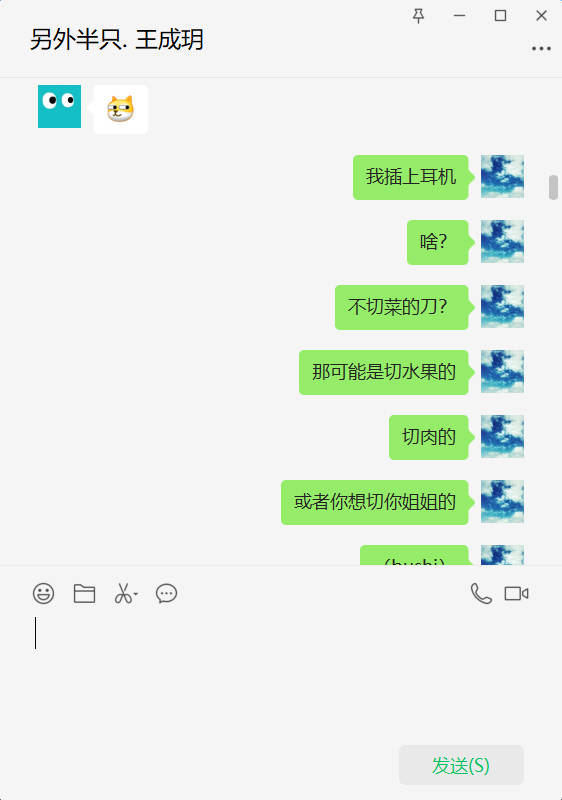 另外半只. 王成玥
我插上耳机
啥?
不切菜的刀?
那可能是切水果的
切肉的
或者你想切你姐姐的
（bushi）
发送(S)